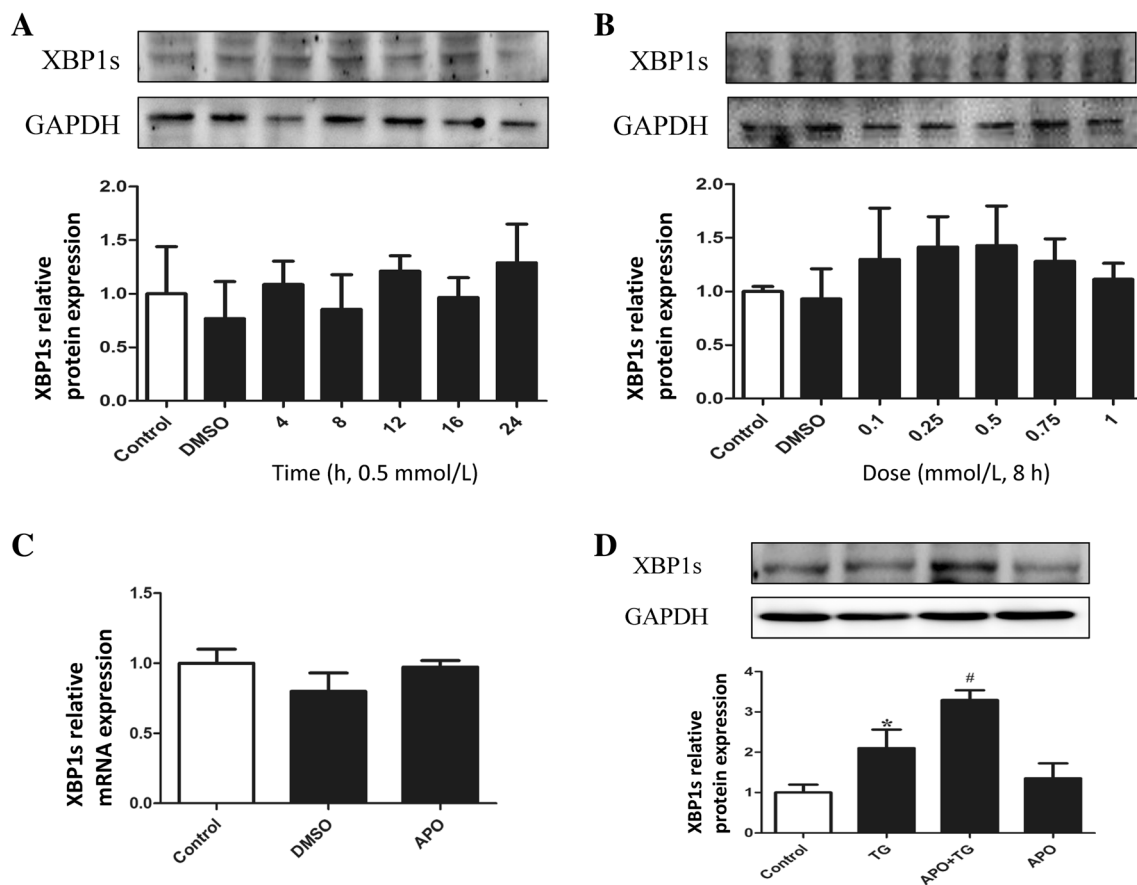 A
XBP1s
GAPDH
XBP1s relative
protein expression
2.0
1.5
1.0
0.5
0.0
Control
DMSO
4
8
12
16
24
Time (h, 0.5 mmol/L)
B
XBP1s
GAPDH
XBP1s relative
protein expression
2.0
1.5
1.0
0.5
0.0
Control
DMSO
0.1
0.25
0.5
0.75
1
Dose (mmol/L, 8 h)
C
XBP1s relative
mRNA expression
1.5
1.0
0.5
0.0
Control
DMSO
APO
D
XBP1s
GAPDH
XBP1s relative
protein expression
4
3
2
1
0
*
#
Control
TG
APO+TG
APO